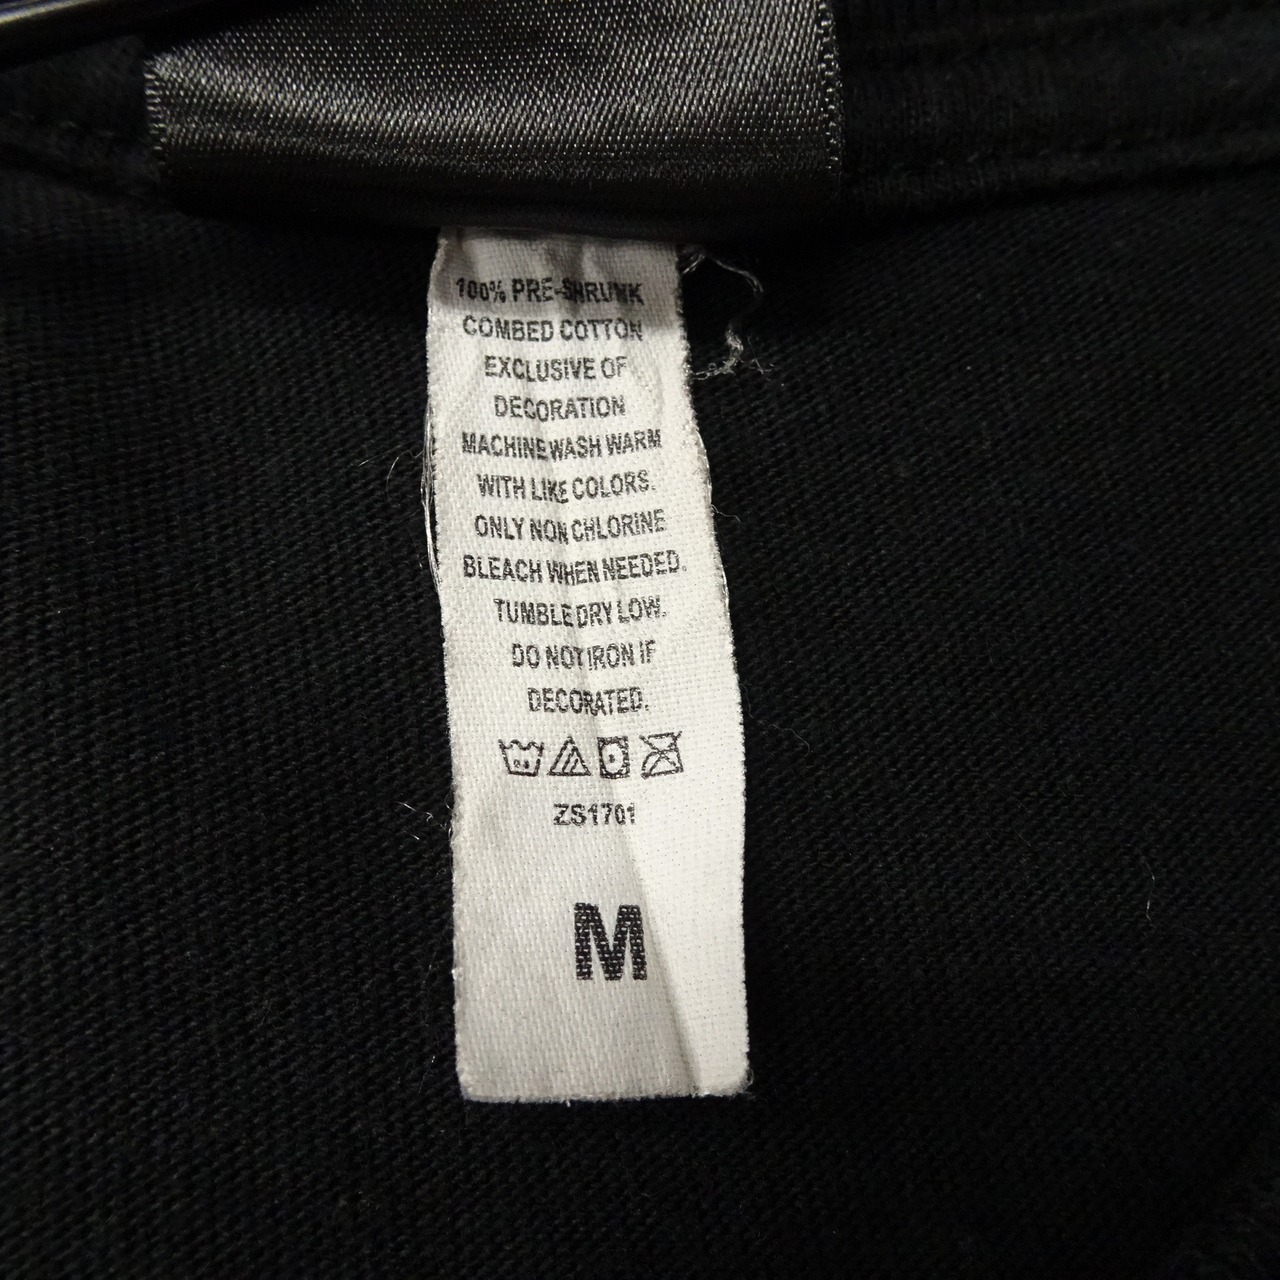 100% PRE-SHRUNK
COMBED COTTON
EXCLUSIVE OF
DECORATION
MACHINE WASH WARM
WITH LIKE COLORS.
ONLY NON CHLORINE
BLEACH WHEN NEEDED.
TUMBLE DRY LOW.
DO NOT IRON IF
DECORATED.
ZS1701
M